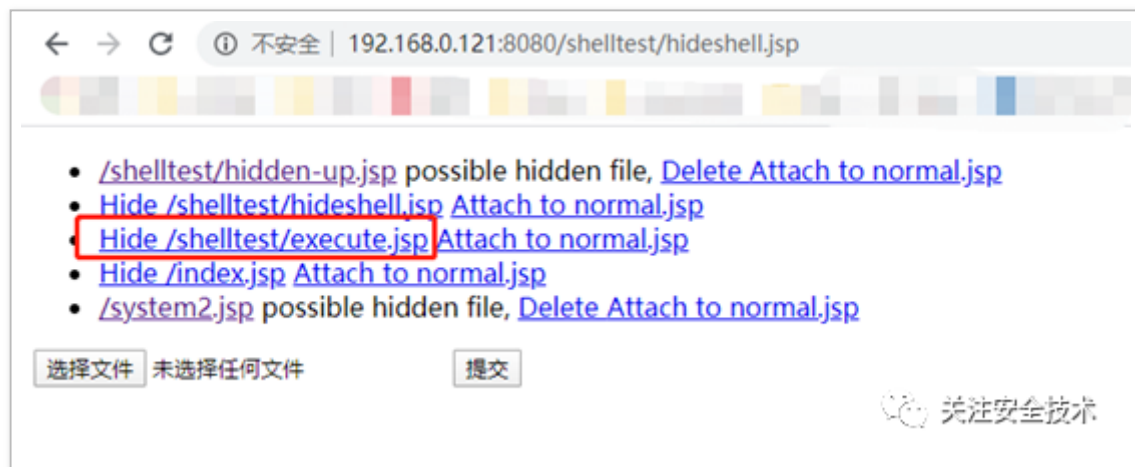 不安全 | 192.168.0.121:8080/shelltest/hideshell.jsp
/shelltest/hidden-up.jsp possible hidden file, Delete Attach to normal.jsp
Hide /shelltest/hideshell.jsp Attach to normal.jsp
Hide /shelltest/execute.jsp Attach to normal.jsp
Hide /index.jsp Attach to normal.jsp
/system2.jsp possible hidden file, Delete Attach to normal.jsp
选择文件 未选择任何文件 提交
关注安全技术